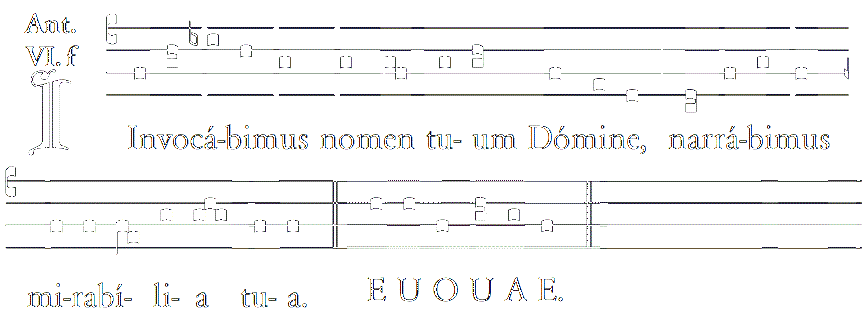 Ant.
VI. f
I
Invocá-bimus nomen tu- um Dómine, narrá-bimus
mi-rabí- li- a tu- a. E U O U A E.